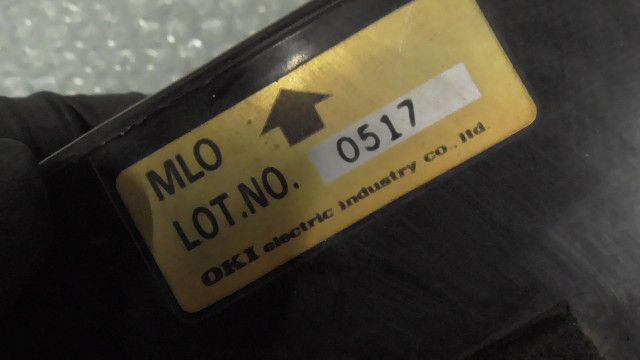 MLO
LOT.NO. 0517
OKI electric industry co., ltd.